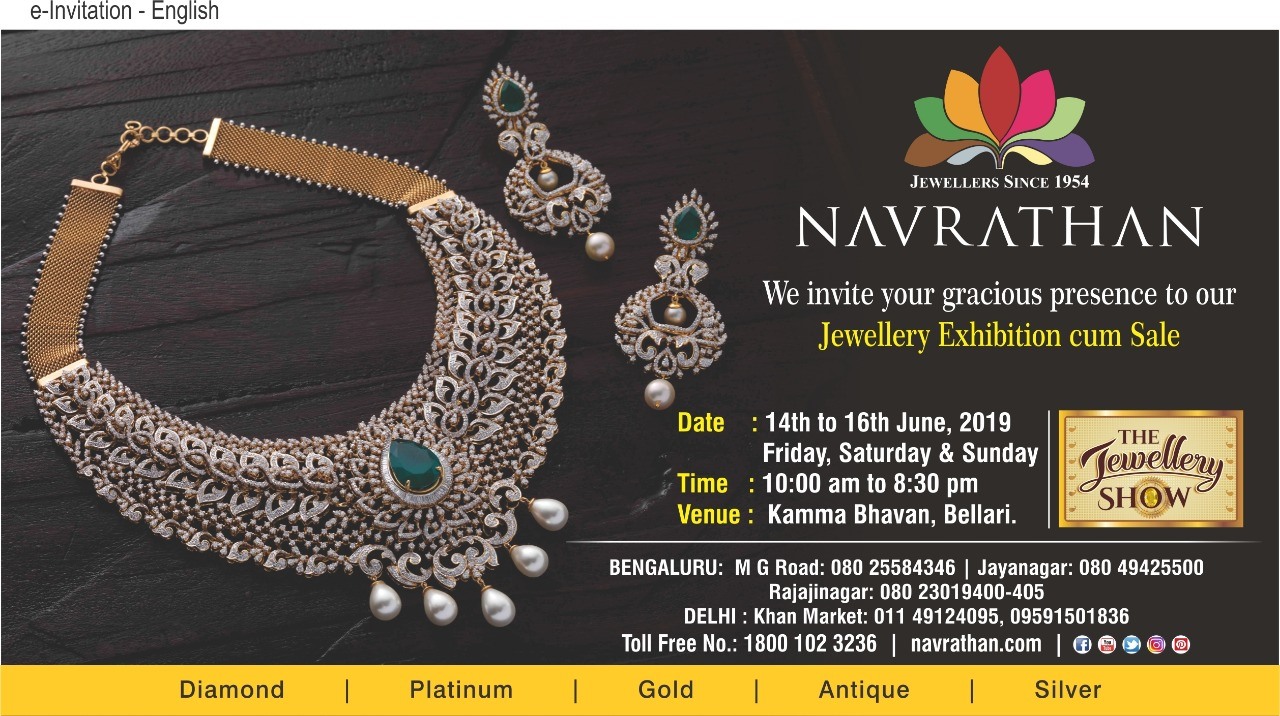 e-Invitation - English
JEWELLERS SINCE 1954
NAVRATHAN
We invite your gracious presence to our
Jewellery Exhibition cum Sale
Date : 14th to 16th June, 2019
Friday, Saturday & Sunday
Time : 10:00 am to 8:30 pm
Venue : Kamma Bhavan, Bellari.
THE
Jewellery
SHOW
BENGALURU: M G Road: 080 25584346 | Jayanagar: 080 49425500
Rajajinagar: 080 23019400-405
DELHI : Khan Market: 011 49124095, 09591501836
Toll Free No.: 1800 102 3236 | navrathan.com |
Diamond | Platinum | Gold | Antique | Silver